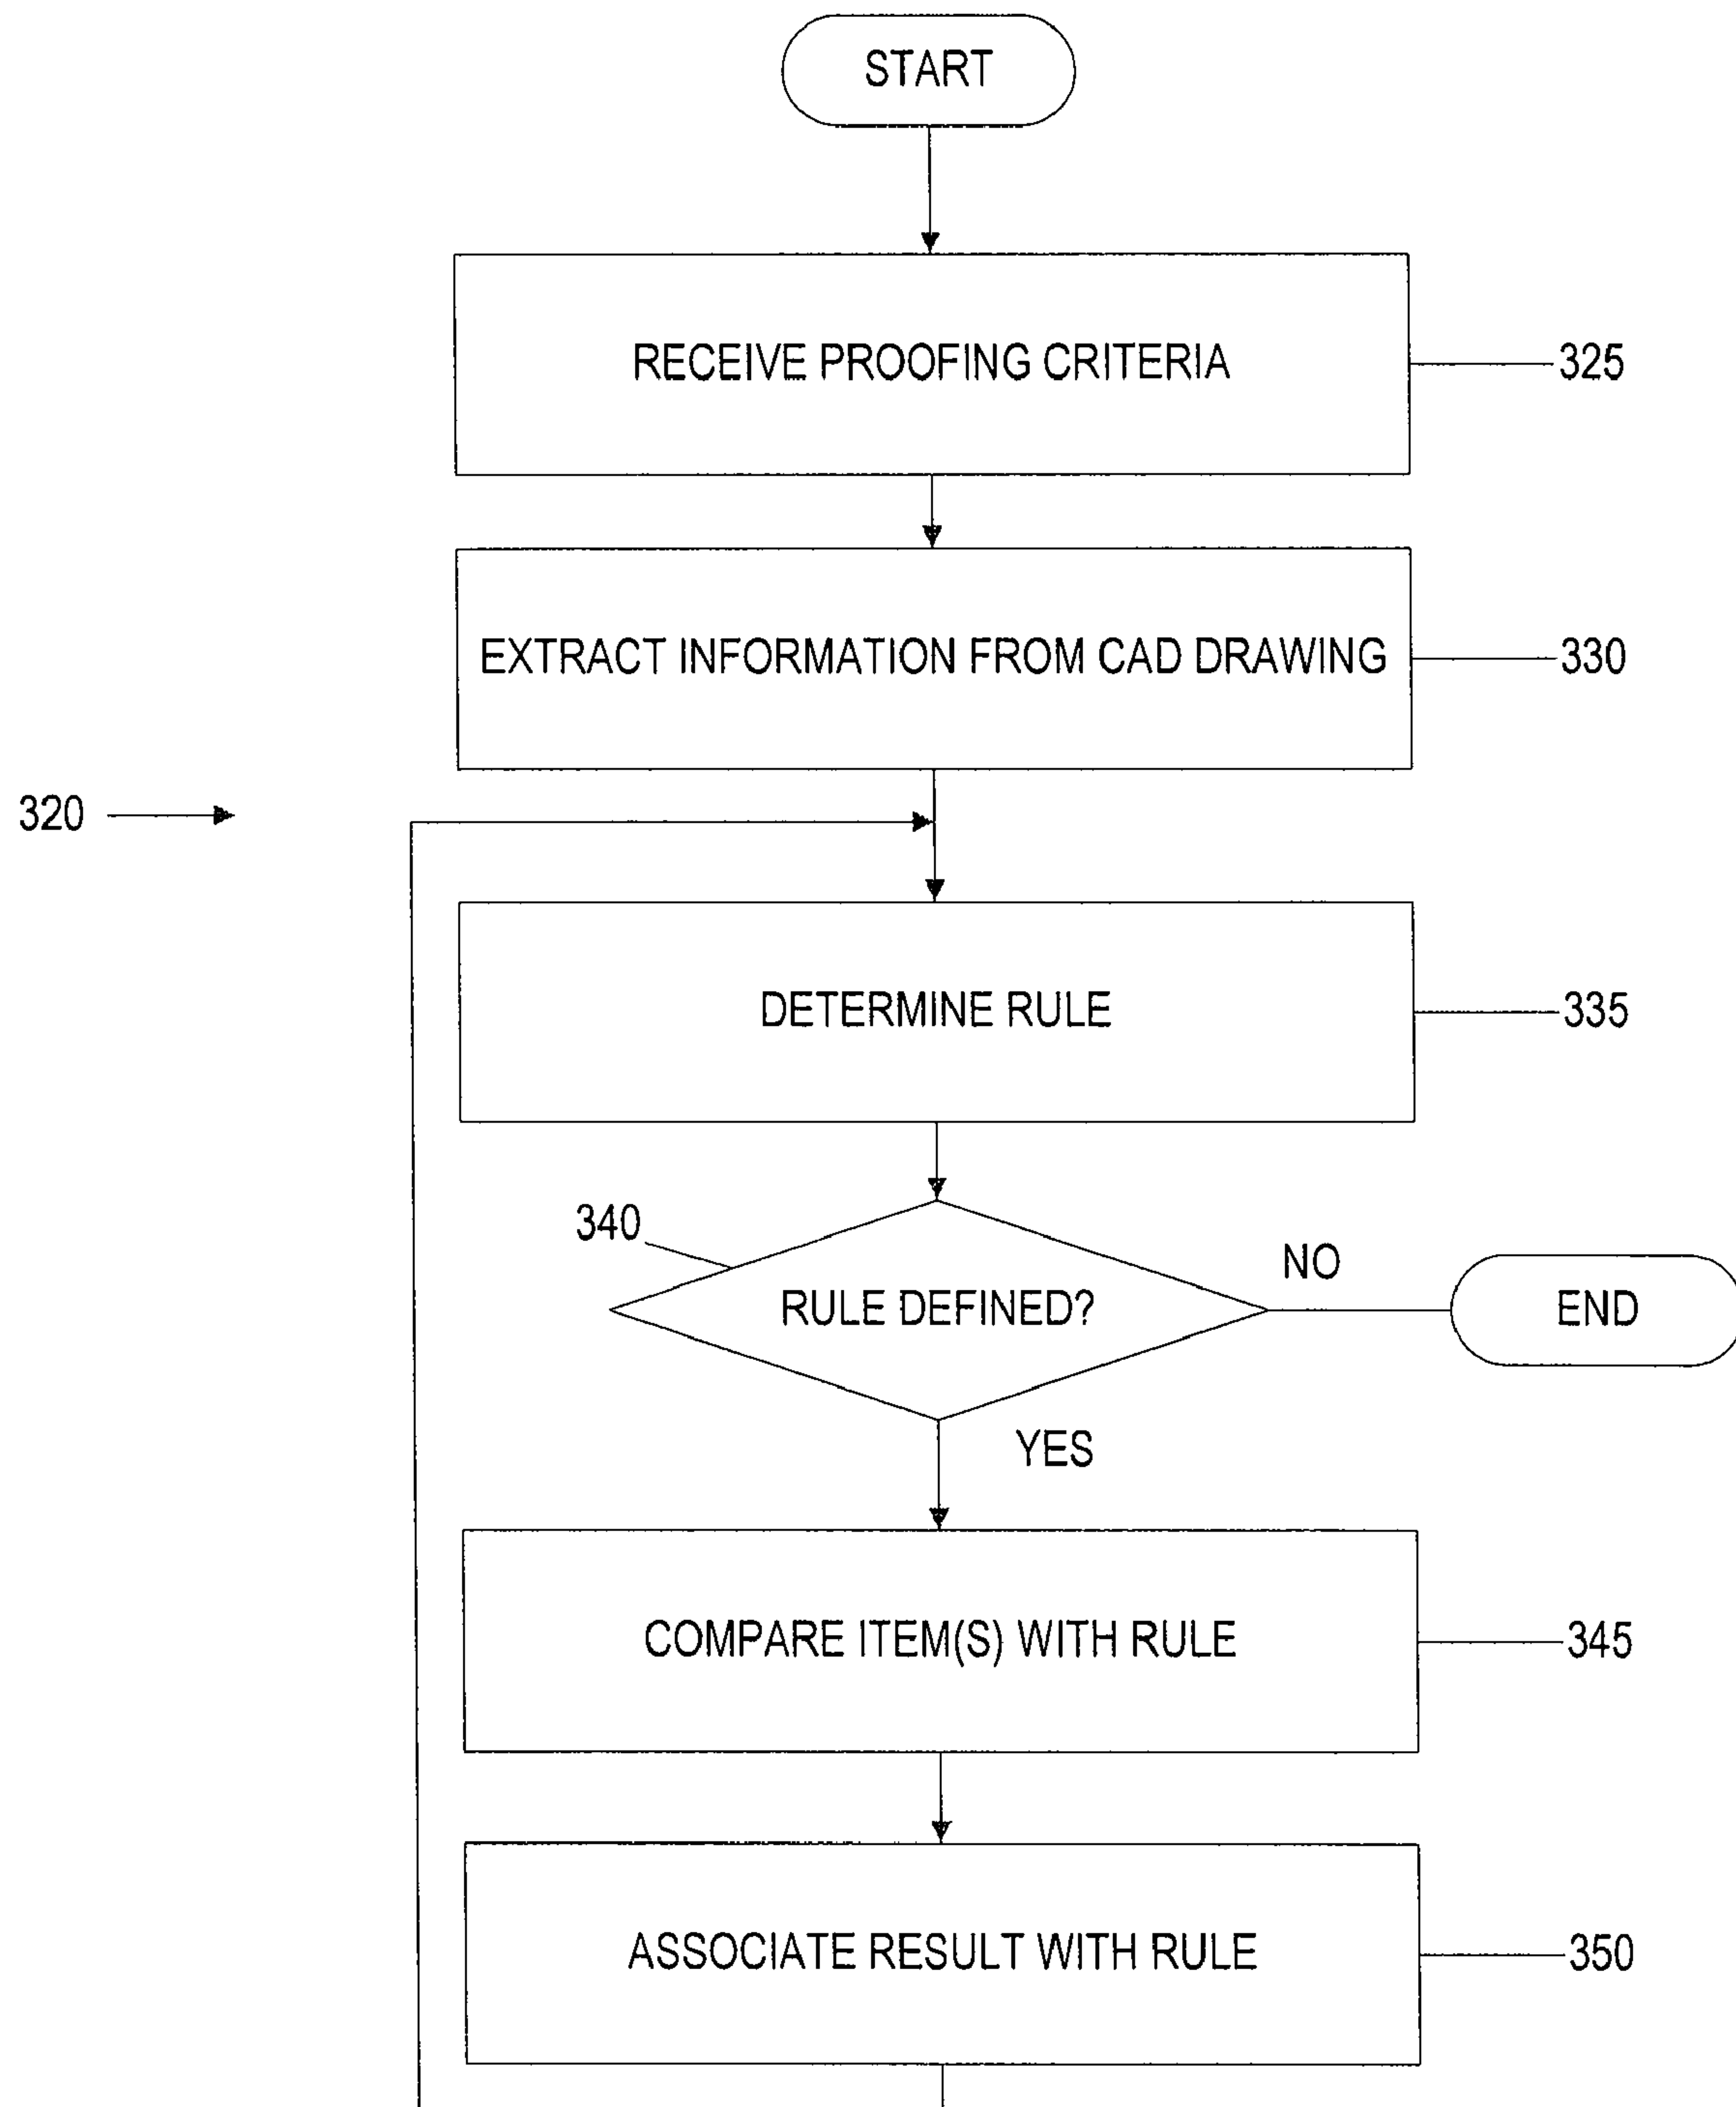 START
RECEIVE PROOFING CRITERIA
325
EXTRACT INFORMATION FROM CAD DRAWING
330
320
DETERMINE RULE
335
340
RULE DEFINED?
NO
END
YES
COMPARE ITEM(S) WITH RULE
345
ASSOCIATE RESULT WITH RULE
350